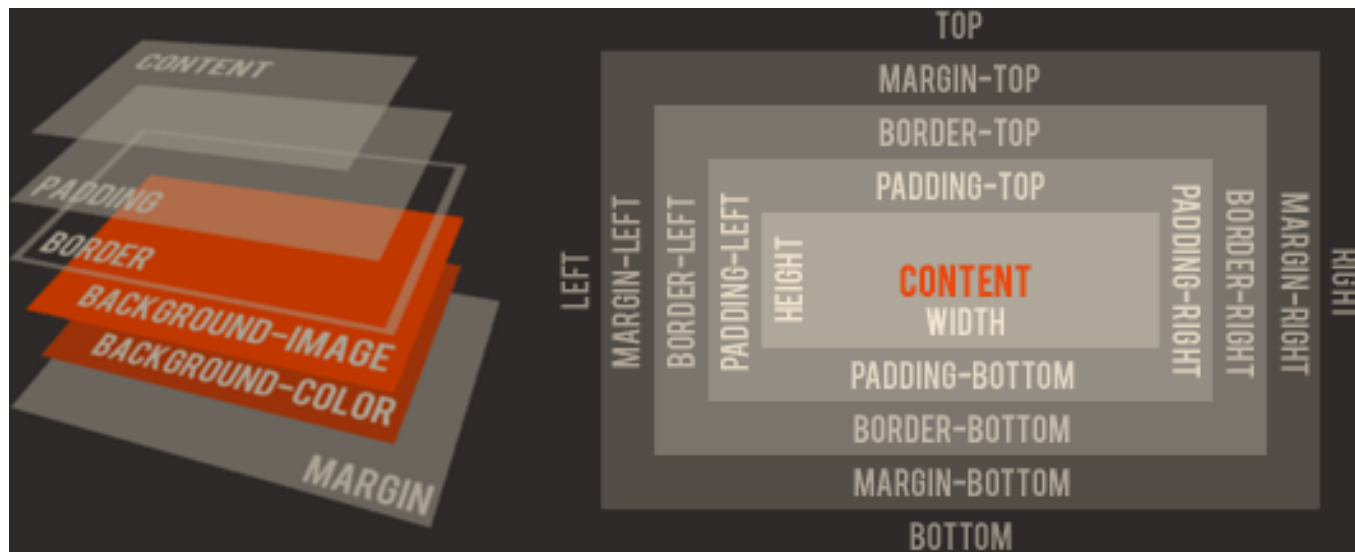 CONTENT
PADDING
BORDER
BACKGROUND-IMAGE
BACKGROUND-COLOR
MARGIN
TOP
MARGIN-TOP
BORDER-TOP
PADDING-TOP
LEFT
MARGIN-LEFT
BORDER-LEFT
PADDING-LEFT
HEIGHT
CONTENT
WIDTH
PADDING-RIGHT
BORDER-RIGHT
MARGIN-RIGHT
RIGHT
PADDING-BOTTOM
BORDER-BOTTOM
MARGIN-BOTTOM
BOTTOM